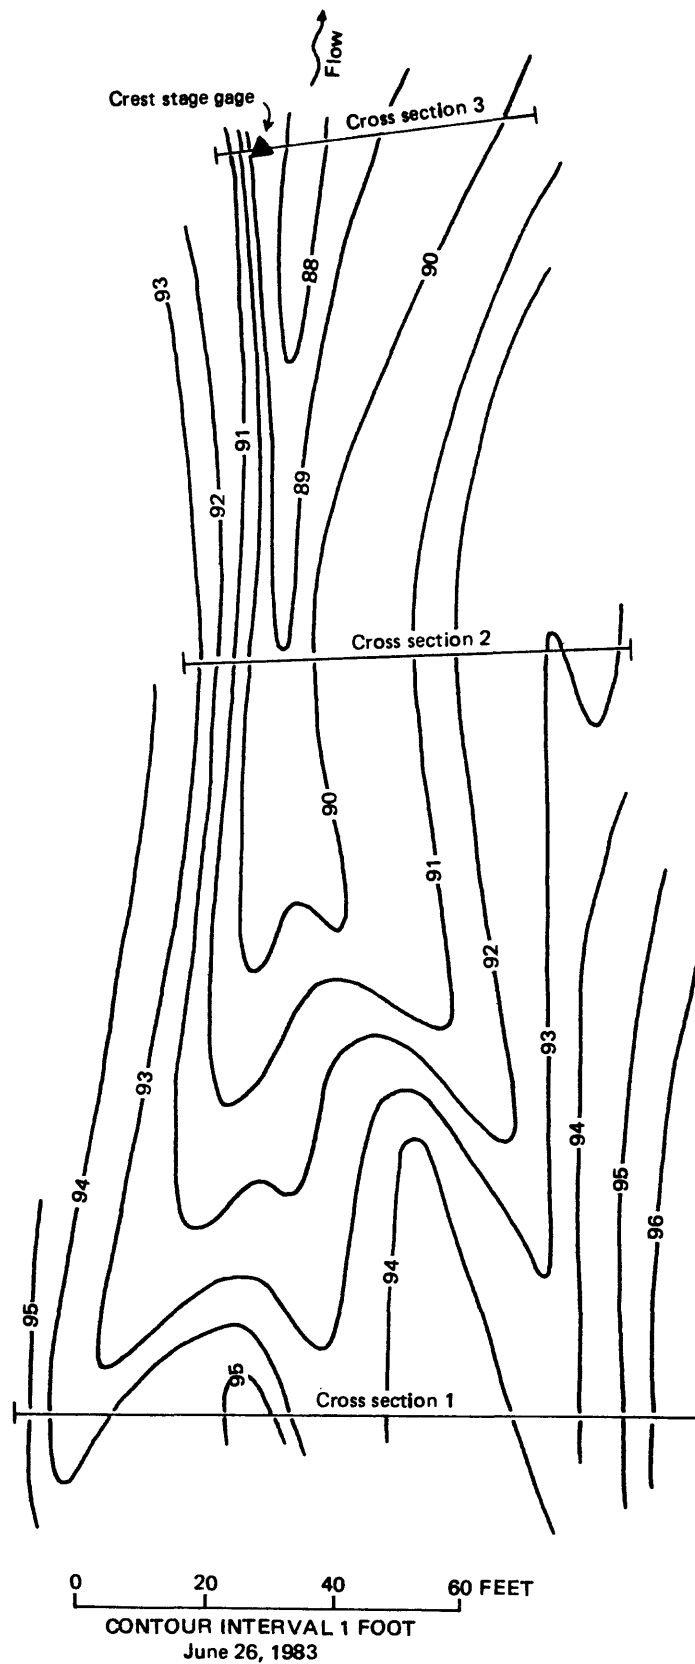 Flow
Crest stage gage
Cross section 3
88
90
93
91
89
92
Cross section 2
90
91
92
93
93
94
94
95
96
94
95
95
Cross section 1
0 20 40 60 FEET
CONTOUR INTERVAL 1 FOOT
June 26, 1983